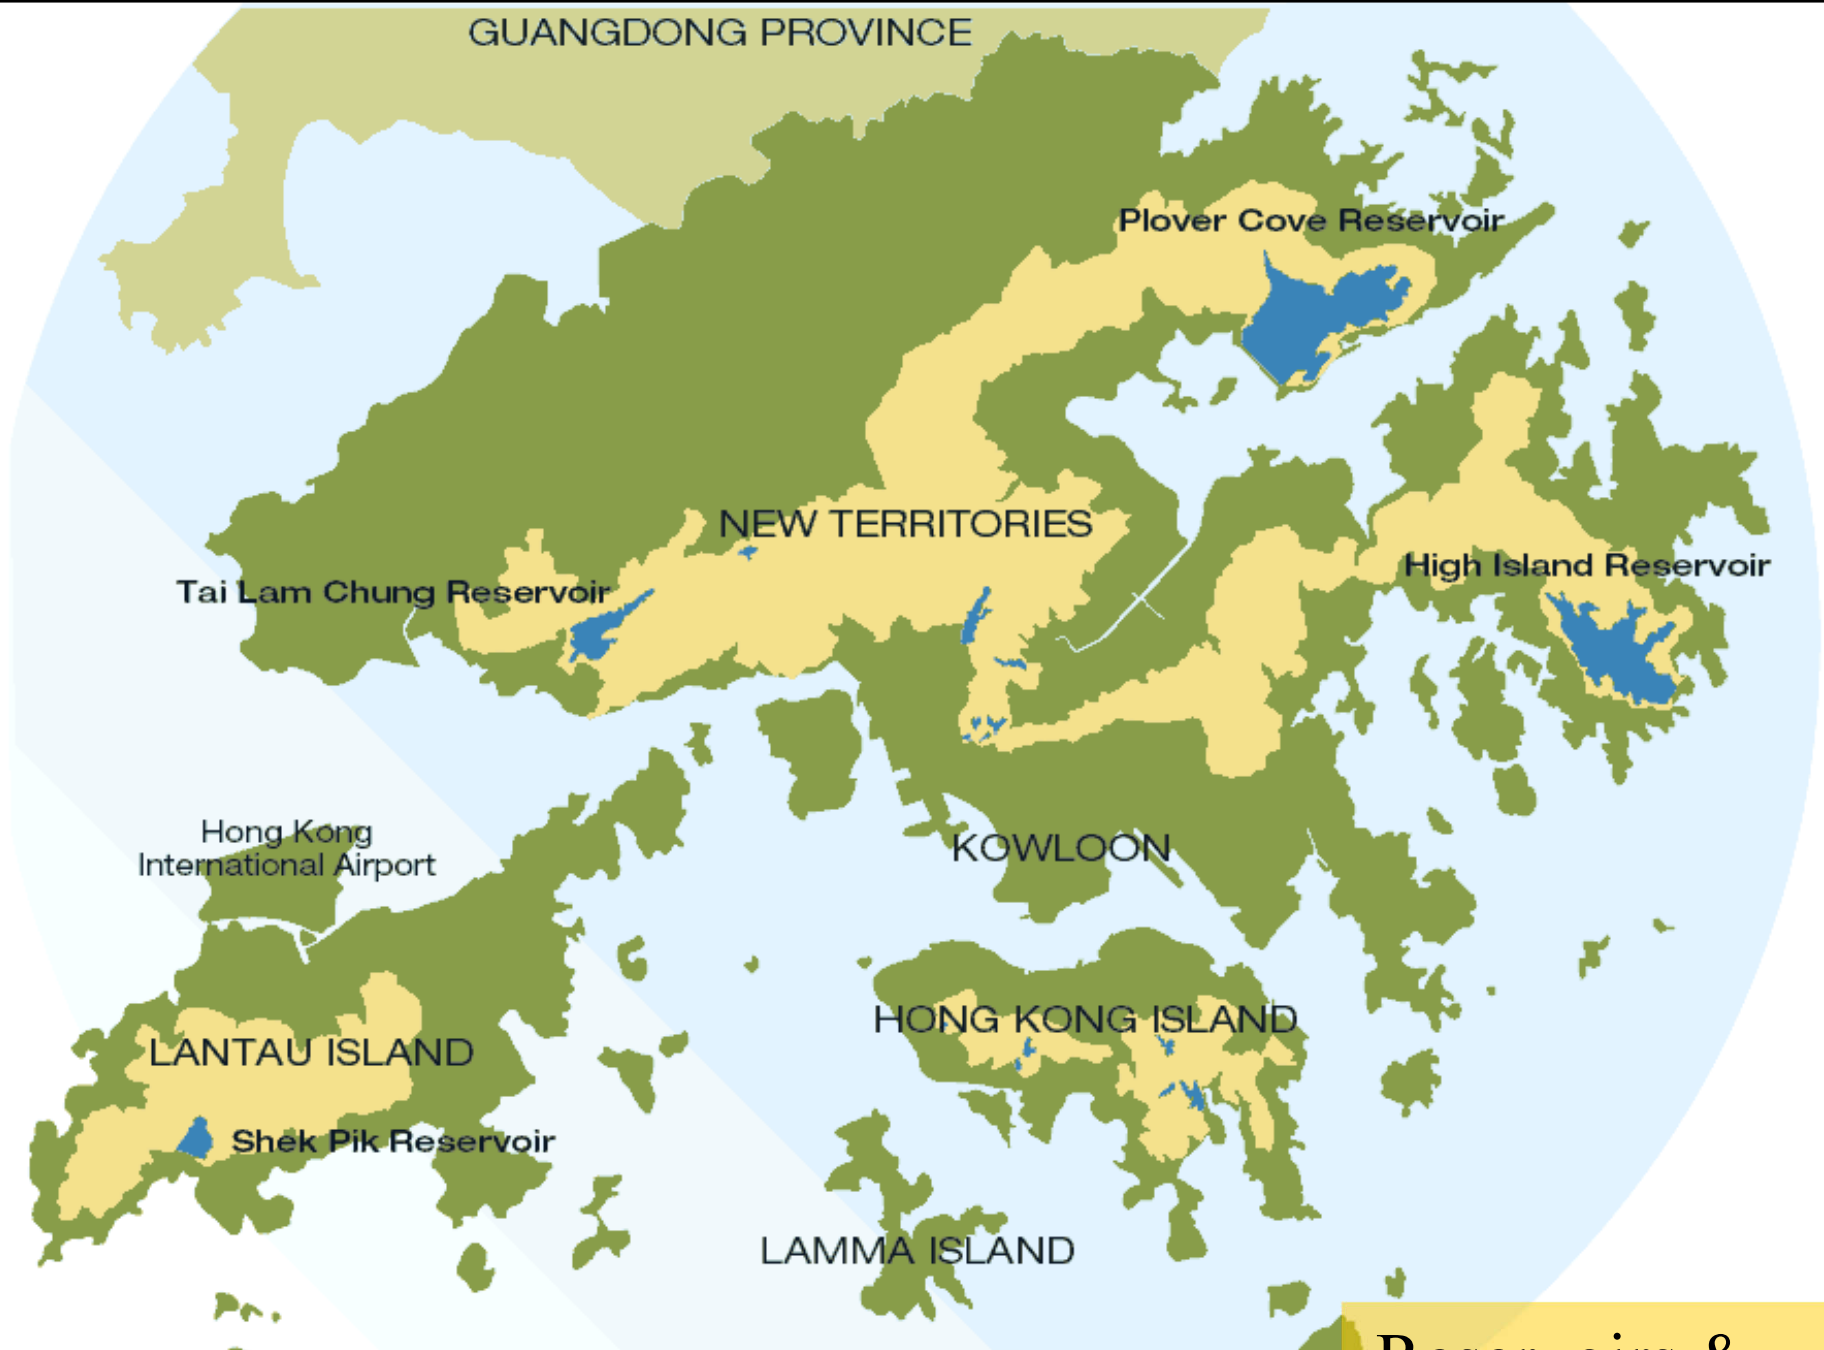 GUANGDONG PROVINCE
Plover Cove Reservoir
NEW TERRITORIES
High Island Reservoir
Tai Lam Chung Reservoir
Hong Kong
International Airport
KOWLOON
HONG KONG ISLAND
LANTAU ISLAND
Shek Pik Reservoir
LAMMA ISLAND
Reservoirs &